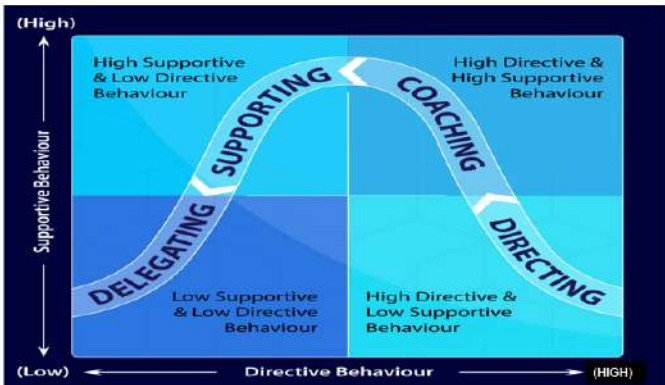 (High)
High Supportive
& Low Directive
Behaviour
High Directive &
High Supportive
Behaviour
SUPPORTING
COACHING
Supportive Behaviour
DELEGATING
DIRECTING
Low Supportive
& Low Directive
Behaviour
High Directive &
Low Supportive
Behaviour
(Low)
Directive Behaviour
(HIGH)